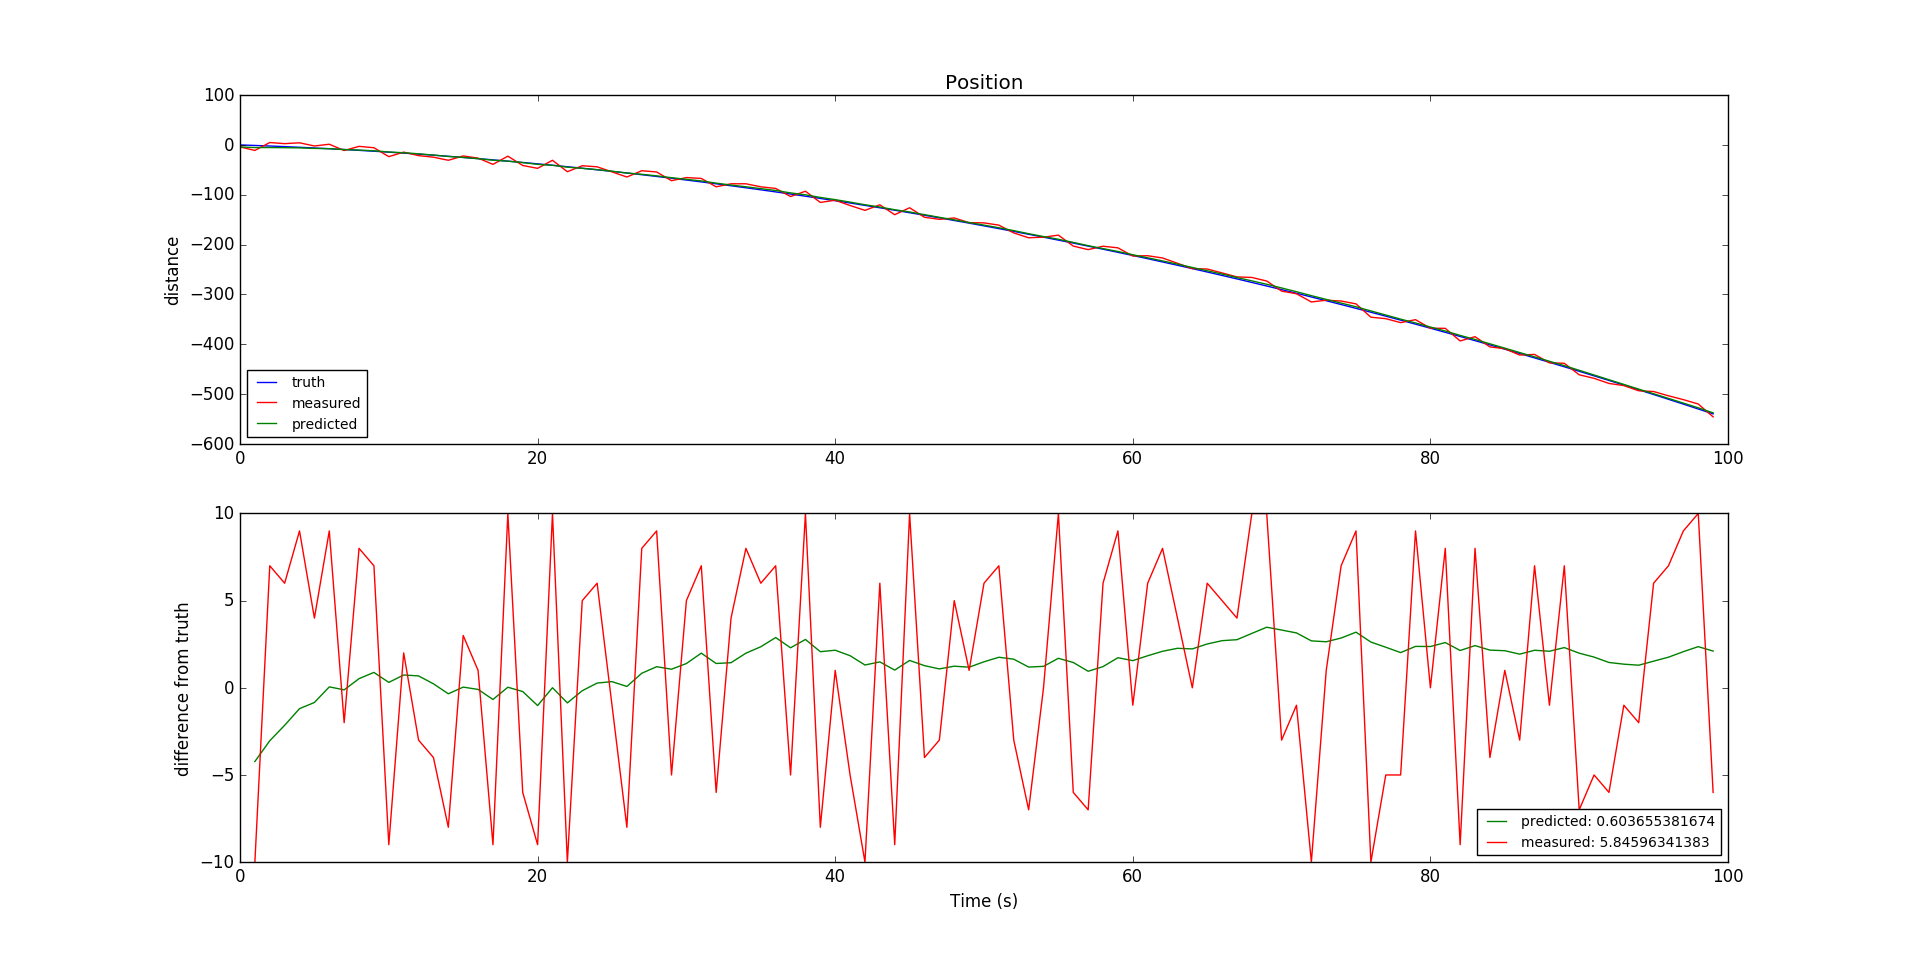 Position
100
0
−100
−200
−300
−400
−500
−600
distance
truth
measured
predicted
0 20 40 60 80 100
10
5
0
−5
−10
difference from truth
predicted: 0.603655381674
measured: 5.84596341383
0 20 40 60 80 100
Time (s)